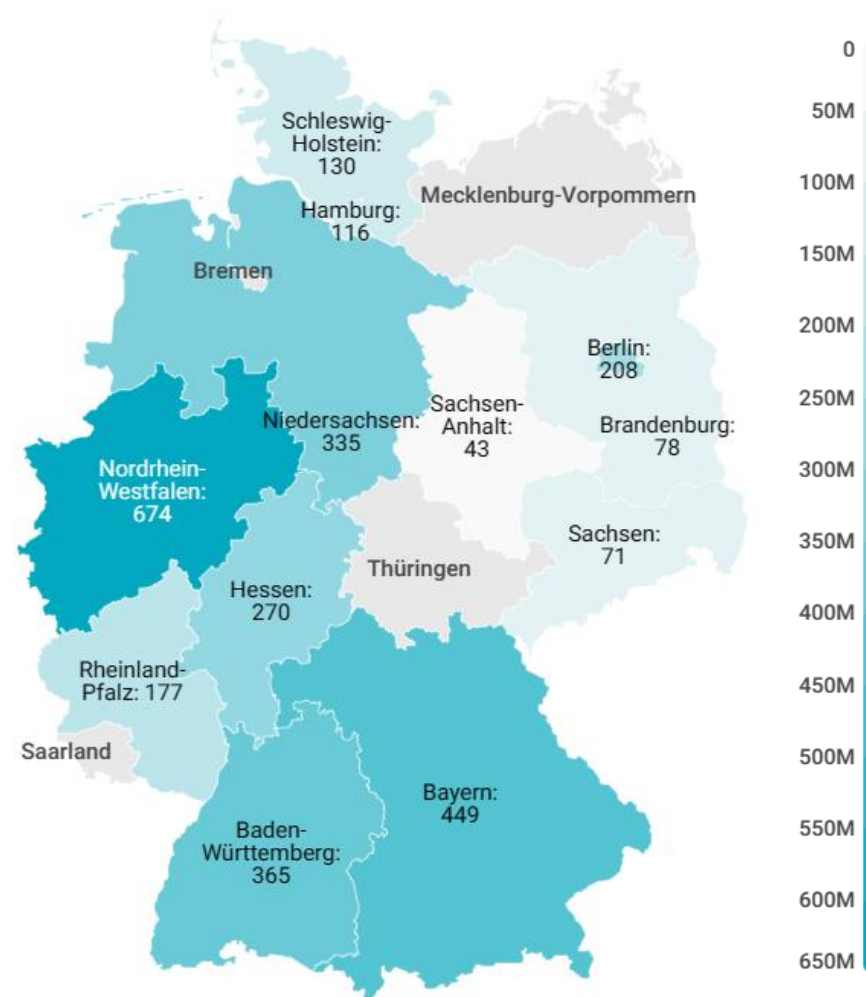 Schleswig-
Holstein:
130
Hamburg:
116
Mecklenburg-Vorpommern
Bremen
Berlin:
208
Niedersachsen:
335
Sachsen-
Anhalt:
43
Brandenburg:
78
Nordrhein-
Westfalen:
674
Sachsen:
71
Thüringen
Hessen:
270
Rheinland-
Pfalz: 177
Saarland
Bayern:
449
Baden-
Württemberg:
365
0
50M
100M
150M
200M
250M
300M
350M
400M
450M
500M
550M
600M
650M